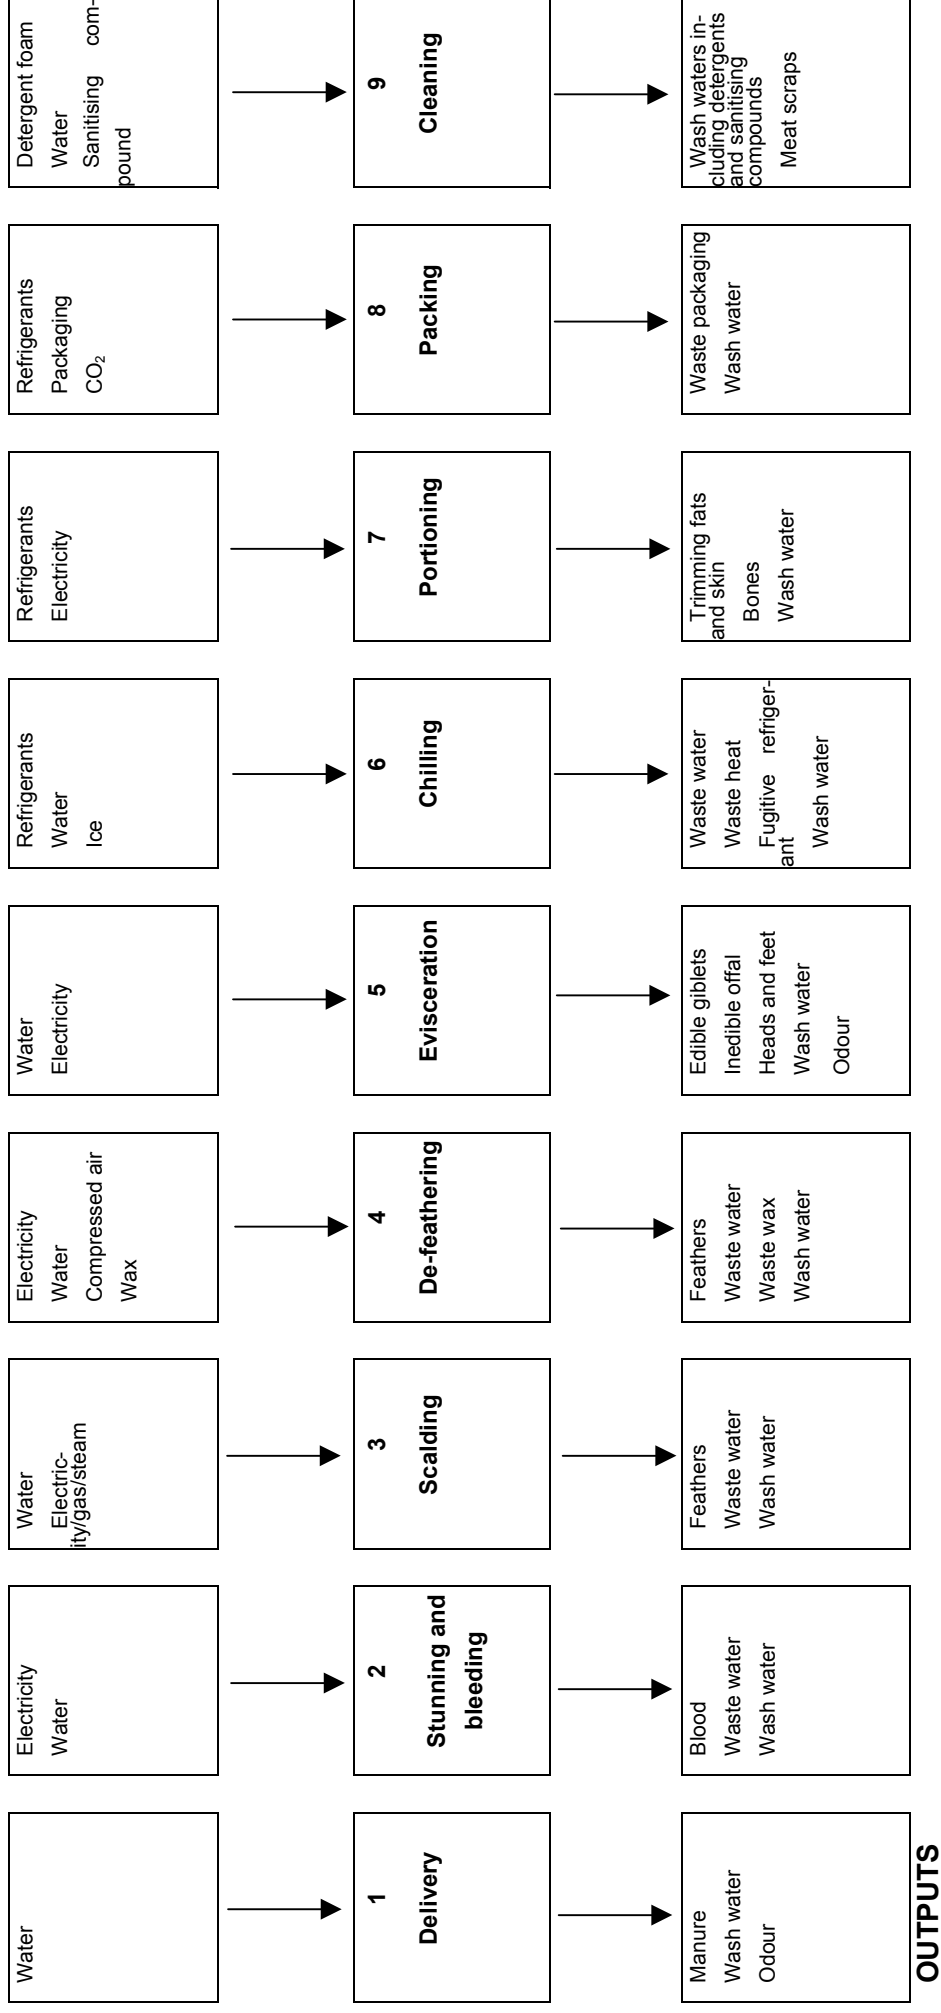 Water
1
Delivery
Manure
Wash water
Odour
Electricity
Water
2
Stunning and
bleeding
Blood
Waste water
Wash water
Water
Electric-
ity/gas/steam
3
Scalding
Feathers
Waste water
Wash water
Electricity
Water
Compressed air
Wax
4
De-feathering
Feathers
Waste water
Waste wax
Wash water
Water
Electricity
5
Evisceration
Edible giblets
Inedible offal
Heads and feet
Wash water
Odour
Refrigerants
Water
Ice
6
Chilling
Waste water
Waste heat
Fugitive refriger-
ant
Wash water
Refrigerants
Electricity
7
Portioning
Trimming fats
and skin
Bones
Wash water
Refrigerants
Packaging
CO₂
8
Packing
Waste packaging
Wash water
Detergent foam
Water
Sanitising com-
pound
9
Cleaning
Wash waters in-
cluding detergents
and sanitising
compounds
Meat scraps
OUTPUTS